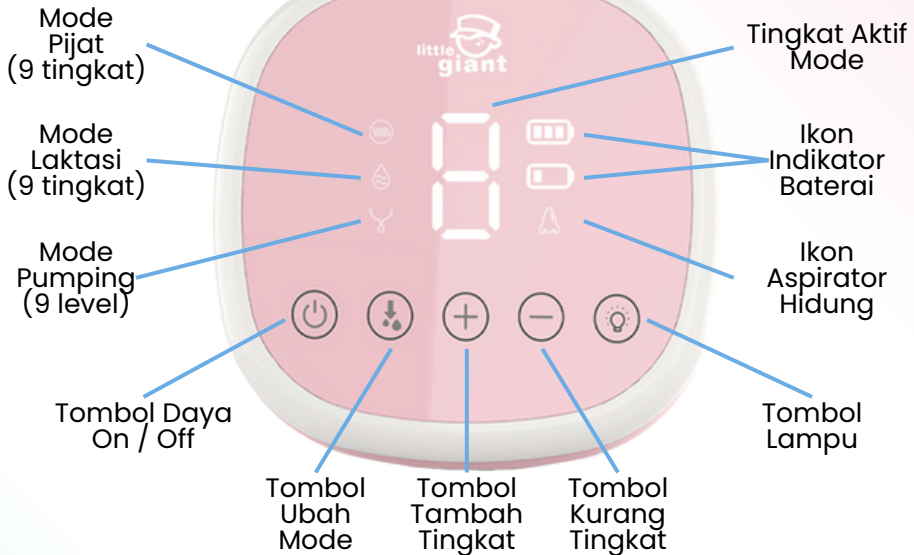 Mode
Pijat
(9 tingkat)
little
giant
Tingkat Aktif
Mode
Mode
Laktasi
(9 tingkat)
8
Ikon
Indikator
Baterai
Mode
Pumping
(9 level)
Ikon
Aspirator
Hidung
Tombol Daya
On / Off
Tombol
Lampu
Tombol
Ubah
Mode
Tombol
Tambah
Tingkat
Tombol
Kurang
Tingkat